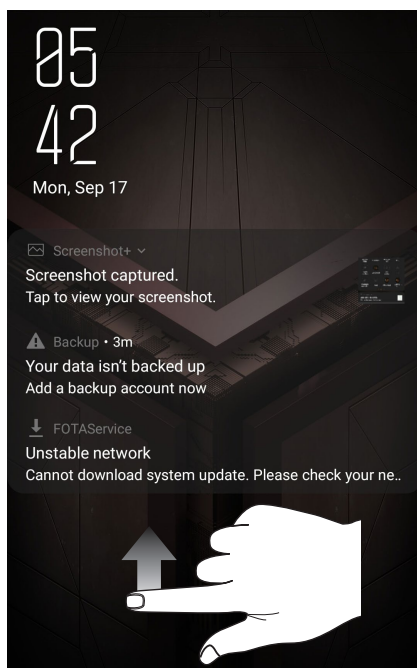 05
42
Mon, Sep 17
Screenshot+
Screenshot captured.
Tap to view your screenshot.
Backup • 3m
Your data isn’t backed up
Add a backup account now
FOTAService
Unstable network
Cannot download system update. Please check your ne..